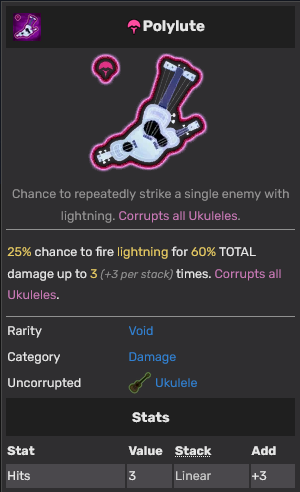 Polylute
Chance to repeatedly strike a single enemy with
lightning. Corrupts all Ukuleles.
25% chance to fire lightning for 60% TOTAL
damage up to 3 (+3 per stack) times. Corrupts all
Ukuleles.
Rarity Void
Category Damage
Uncorrupted Ukulele
Stats
Stat Value Stack Add
Hits 3 Linear +3